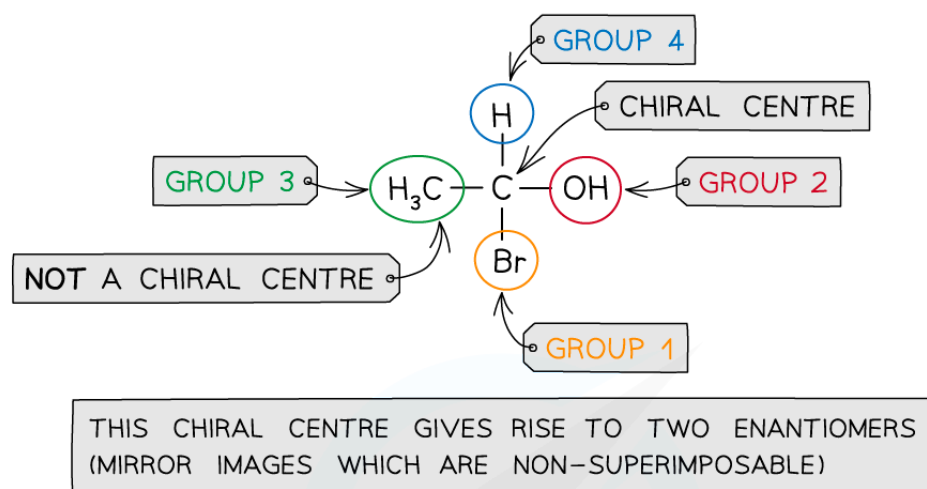 GROUP 4
H
CHIRAL CENTRE
GROUP 3
H₃C
C
OH
GROUP 2
NOT A CHIRAL CENTRE
Br
GROUP 1
THIS CHIRAL CENTRE GIVES RISE TO TWO ENANTIOMERS
(MIRROR IMAGES WHICH ARE NON-SUPERIMPOSABLE)